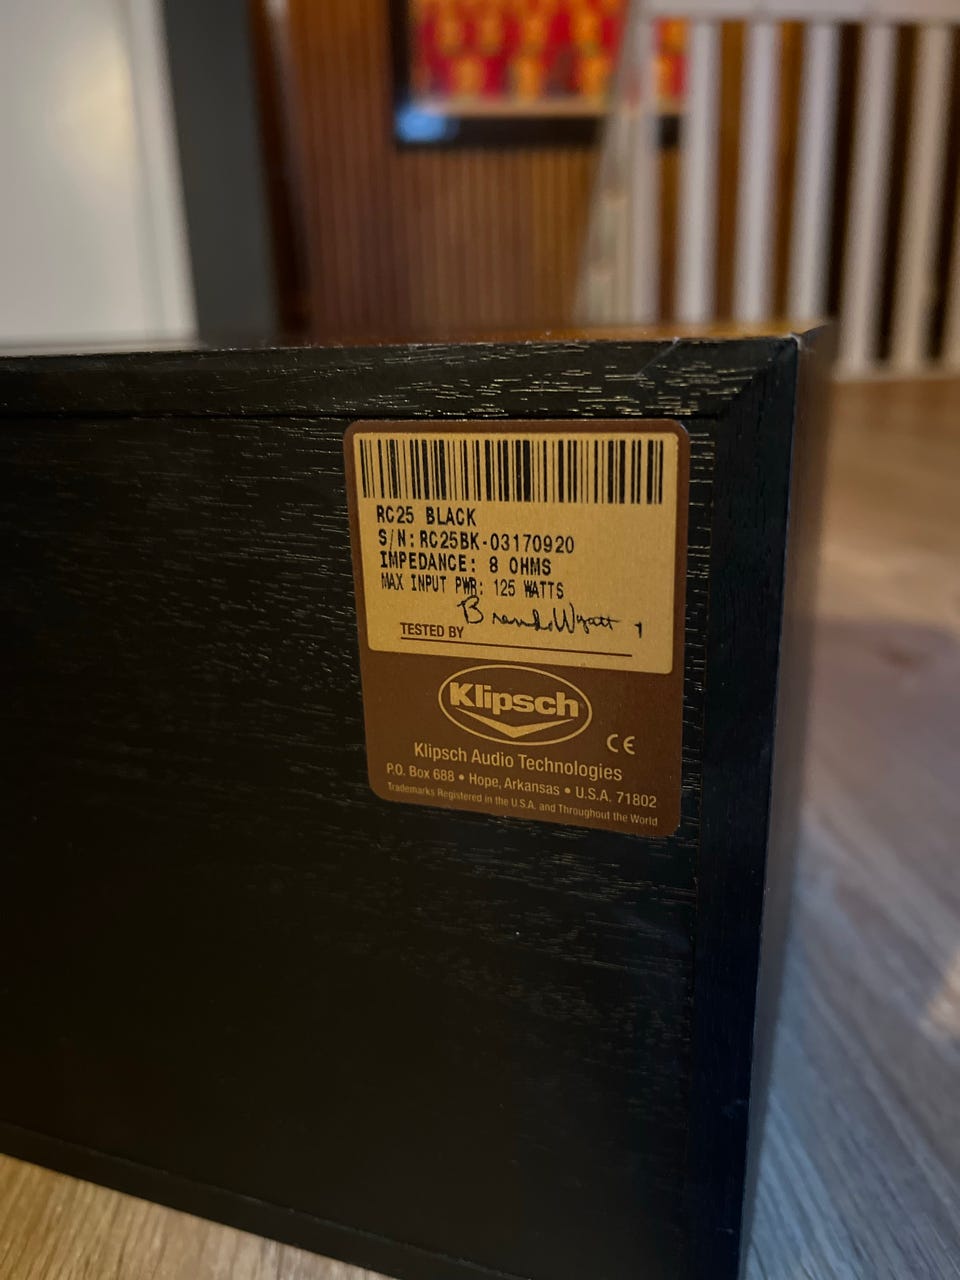 RC25 BLACK
S/N:RC25BK-03170920
IMPEDANCE: 8 OHMS
MAX INPUT PWR: 125 WATTS
TESTED BY
Klipsch
CE
Klipsch Audio Technologies
P.O. Box 688 • Hope, Arkansas • U.S.A. 71802
Trademarks Registered in the U.S.A. and Throughout the World